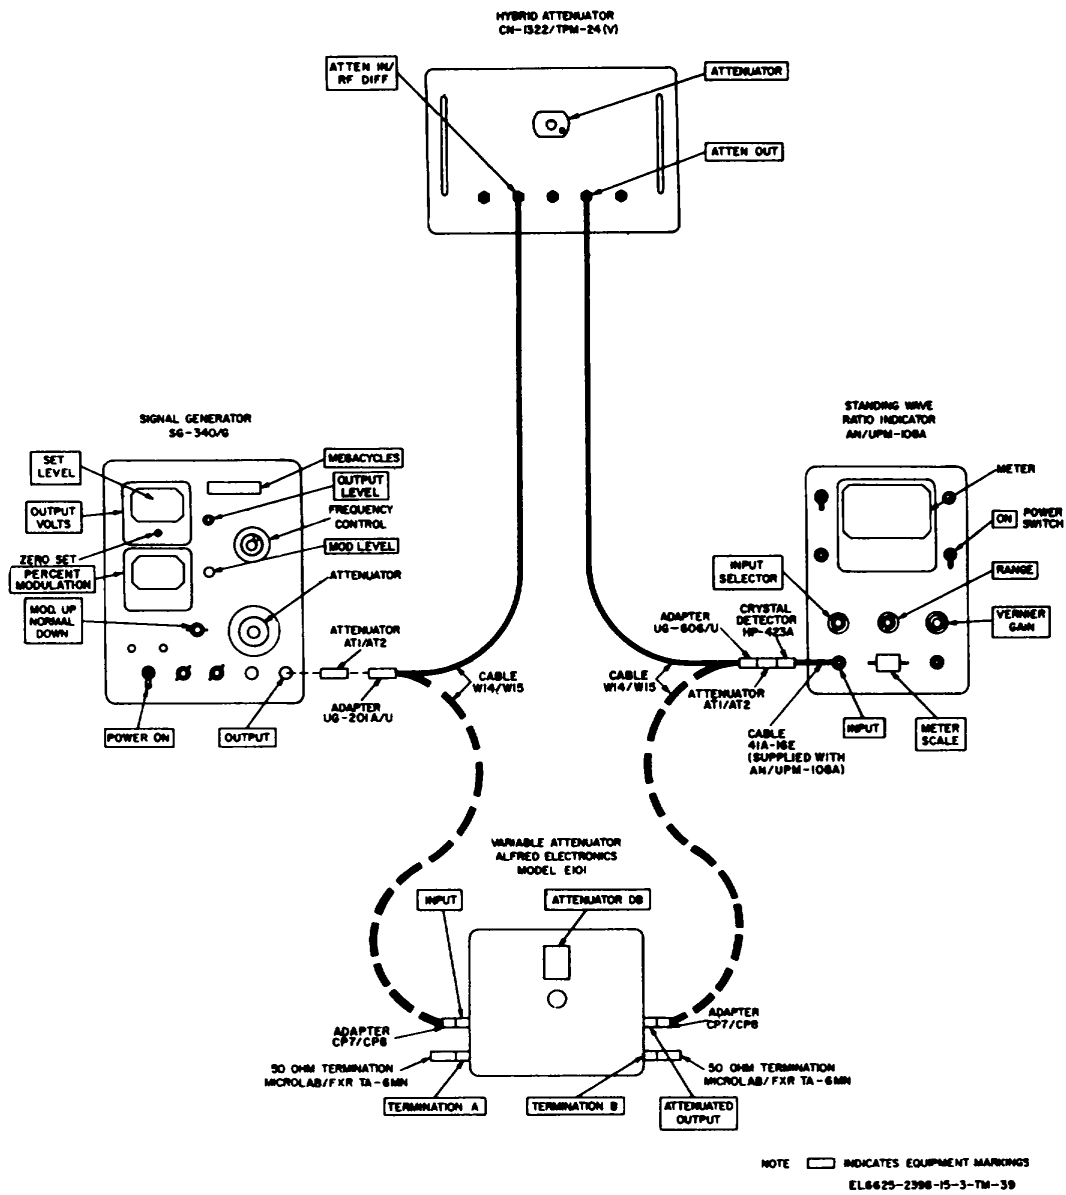 HYBRID ATTENUATOR
CN-1322/TPM-24(V)
ATTEN IN/
RF DIFF
ATTENUATOR
ATTEN OUT
SIGNAL GENERATOR
SG-340/G
SET
LEVEL
OUTPUT
VOLTS
ZERO SET
PERCENT
MODULATION
MOD. UP
NORMAL
DOWN
POWER ON
MEGACYCLES
OUTPUT
LEVEL
FREQUENCY
CONTROL
MOD LEVEL
ATTENUATOR
ATTENUATOR
AT1/AT2
ADAPTER
UG-201A/U
OUTPUT
CABLE
W14/W15
STANDING WAVE
RATIO INDICATOR
AN/UPM-108A
METER
ON
POWER
SWITCH
INPUT
SELECTOR
RANGE
VERNIER
GAIN
ADAPTER
UG-606/U
CRYSTAL
DETECTOR
HP-423A
CABLE
W14/W15
ATTENUATOR
AT1/AT2
CABLE
41A-16E
(SUPPLIED WITH
AN/UPM-108A)
INPUT
METER
SCALE
VARIABLE ATTENUATOR
ALFRED ELECTRONICS
MODEL E101
INPUT
ATTENUATOR DB
ADAPTER
CP7/CP8
ADAPTER
CP7/CP8
50 OHM TERMINATION
MICROLAB/FXR TA-6MN
50 OHM TERMINATION
MICROLAB/FXR TA-6MN
TERMINATION A
TERMINATION B
ATTENUATED
OUTPUT
NOTE
INDICATES EQUIPMENT MARKINGS
EL6625-2398-15-3-TM-39